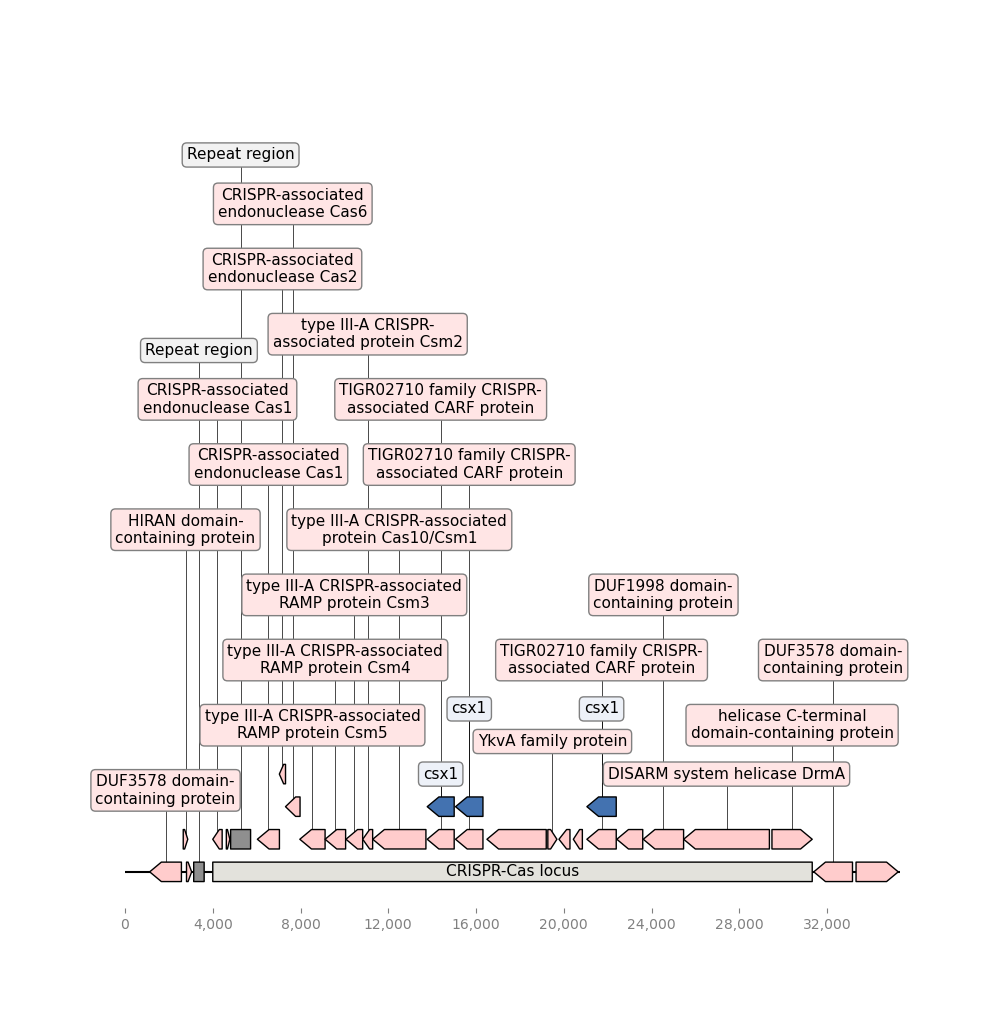 Repeat region
CRISPR-associated
endonuclease Cas6
CRISPR-associated
endonuclease Cas2
type III-A CRISPR-
associated protein Csm2
Repeat region
CRISPR-associated
endonuclease Cas1
TIGR02710 family CRISPR-
associated CARF protein
CRISPR-associated
endonuclease Cas1
TIGR02710 family CRISPR-
associated CARF protein
HIRAN domain-
containing protein
type III-A CRISPR-associated
protein Cas10/Csm1
type III-A CRISPR-associated
RAMP protein Csm3
DUF1998 domain-
containing protein
type III-A CRISPR-associated
RAMP protein Csm4
TIGR02710 family CRISPR-
associated CARF protein
DUF3578 domain-
containing protein
csx1
csx1
type III-A CRISPR-associated
RAMP protein Csm5
helicase C-terminal
domain-containing protein
YkvA family protein
DUF3578 domain-
containing protein
csx1
DISARM system helicase DrmA
CRISPR-Cas locus
0
4,000
8,000
12,000
16,000
20,000
24,000
28,000
32,000